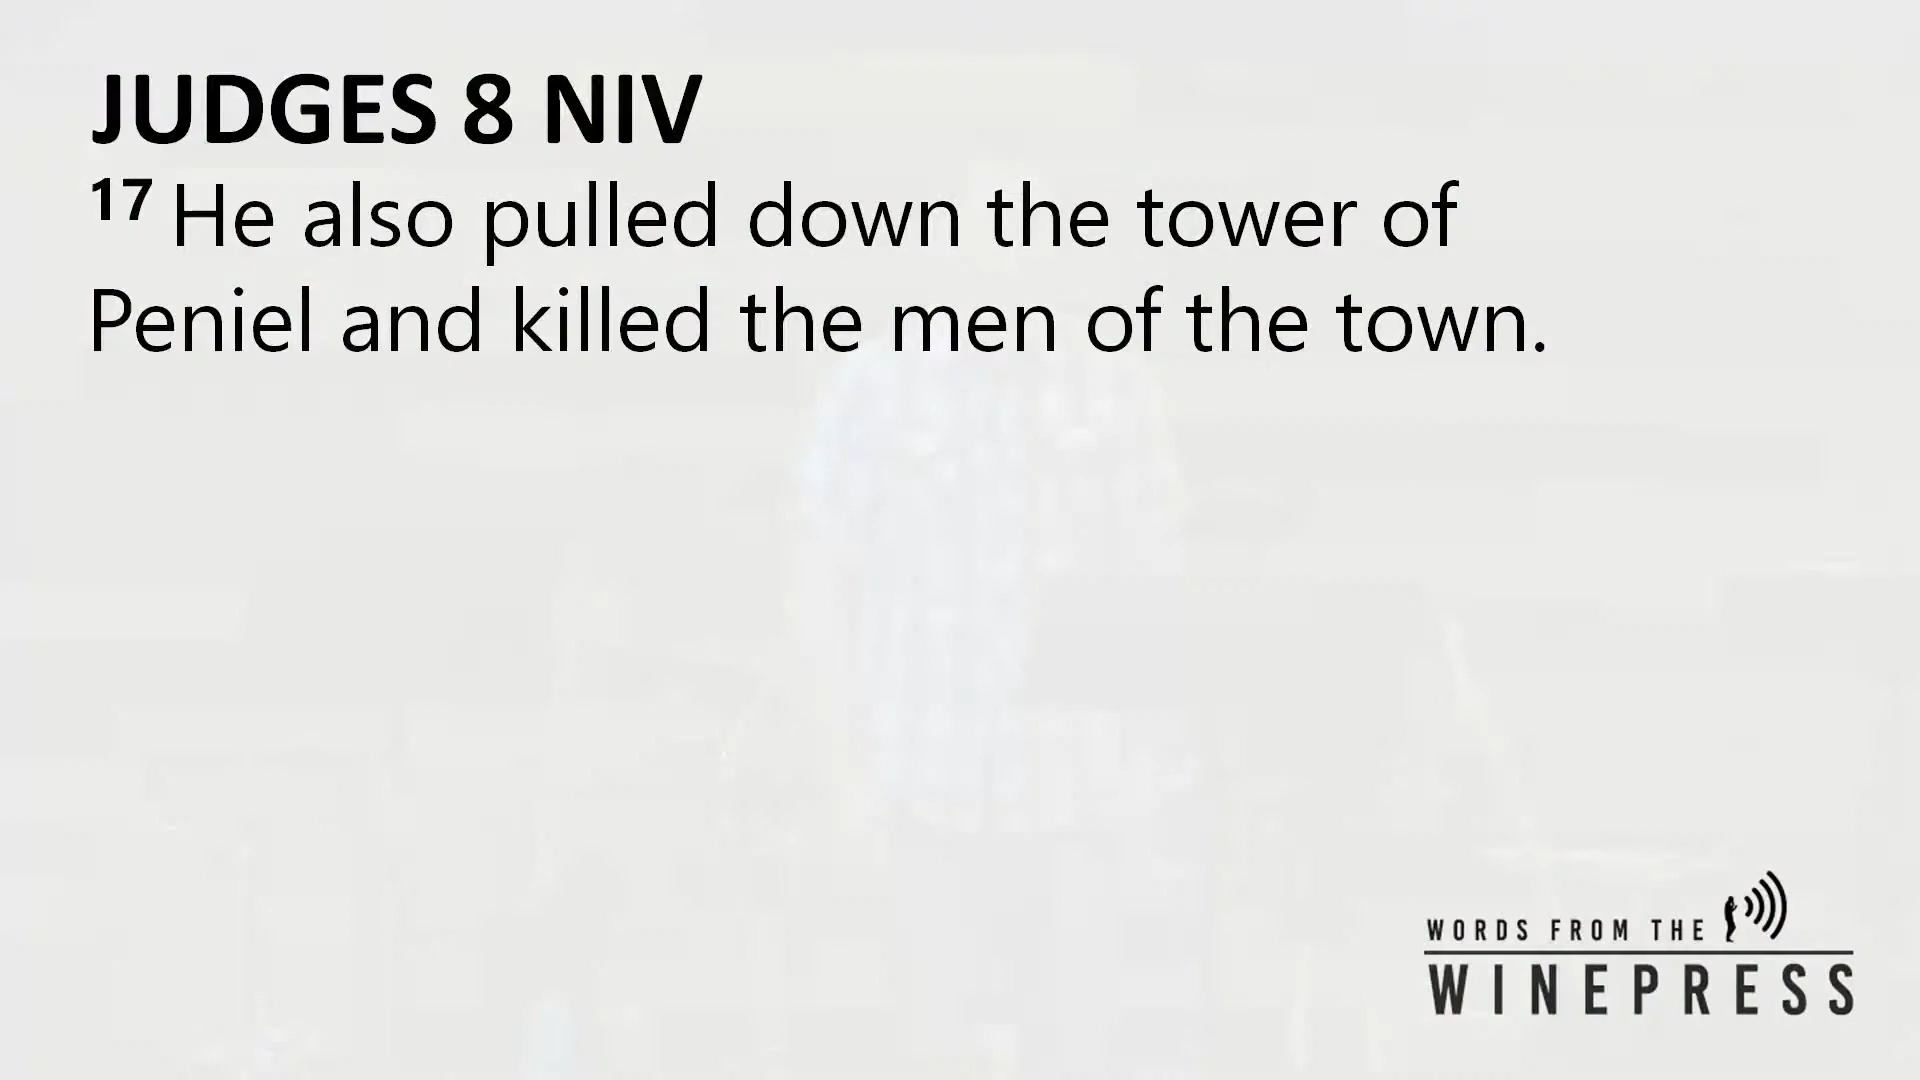 JUDGES 8 NIV
17 He also pulled down the tower of
Peniel and killed the men of the town.
WORDS FROM THE
WINEPRESS